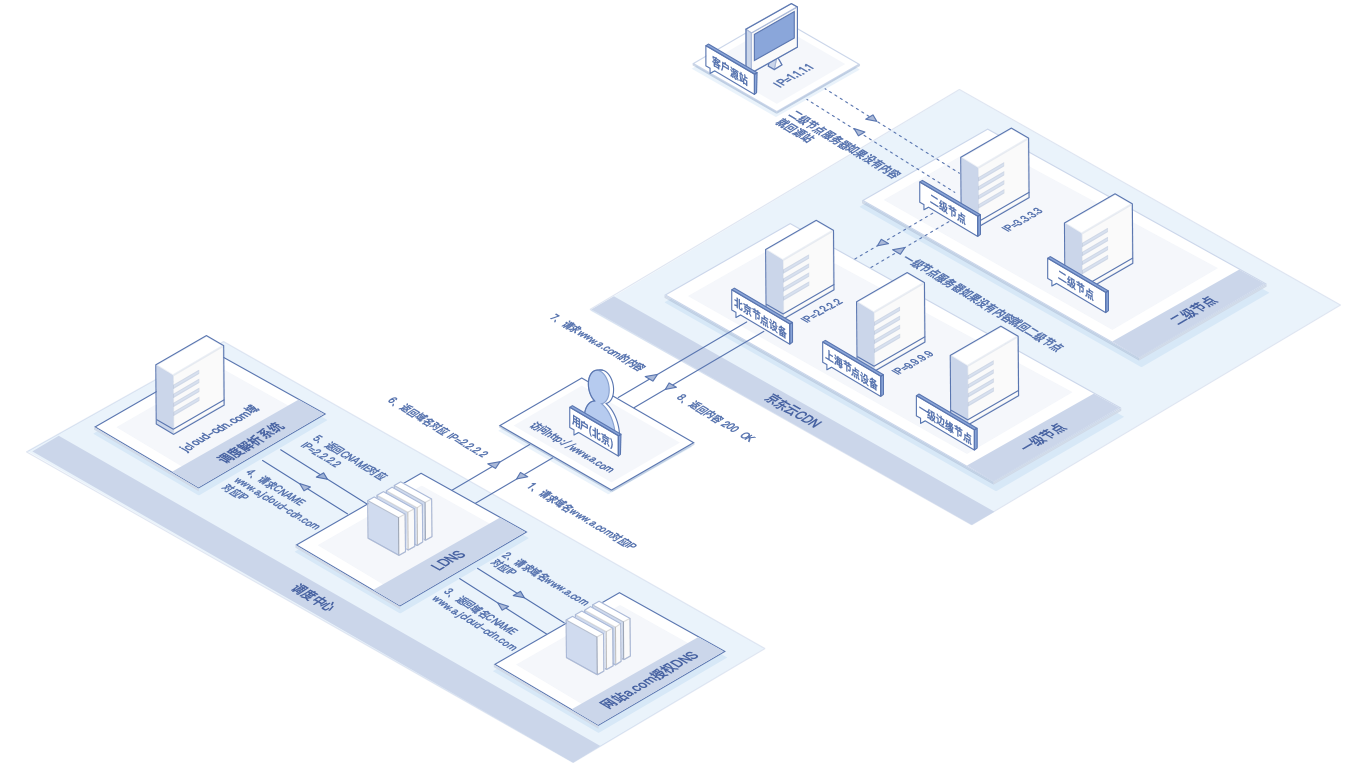 客户源站
IP=1.1.1.1
二级节点服务器如果没有内容
就回源站
二级节点
IP=3.3.3.3
二级节点
二级节点
一级节点服务器如果没有内容就回二级节点
北京节点设备
IP=2.2.2.2
上海节点设备
IP=9.9.9.9
一级边缘节点
一级节点
京东云CDN
7、请求www.a.com的内容
8、返回内容 200 OK
用户(北京)
访问http://www.a.com
6、返回域名对应 IP=2.2.2.2
1、请求域名www.a.com对应IP
jcloud-cdn.com域
调度解析系统
5、返回CNAME对应
IP=2.2.2.2
4、请求CNAME
www.a.jcloud-cdn.com
对应IP
LDNS
2、请求域名www.a.com
对应IP
3、返回域名CNAME
www.a.jcloud-cdn.com
网站a.com授权DNS
调度中心